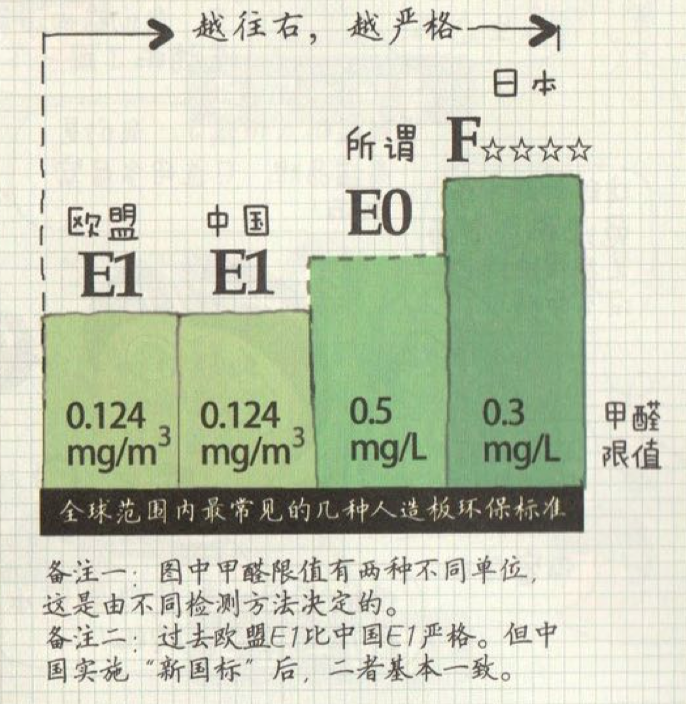 越往右，越严格
日本
F☆☆☆☆
所谓
E0
欧盟
E1
中国
E1
0.124
mg/m³
0.124
mg/m³
0.5
mg/L
0.3
mg/L
甲醛
限值
全球范围内最常见的几种人造板环保标准
备注一：图中甲醛限值有两种不同单位，
这是由不同检测方法决定的。
备注二：过去欧盟E1比中国E1严格。但中
国实施“新国标”后，二者基本一致。